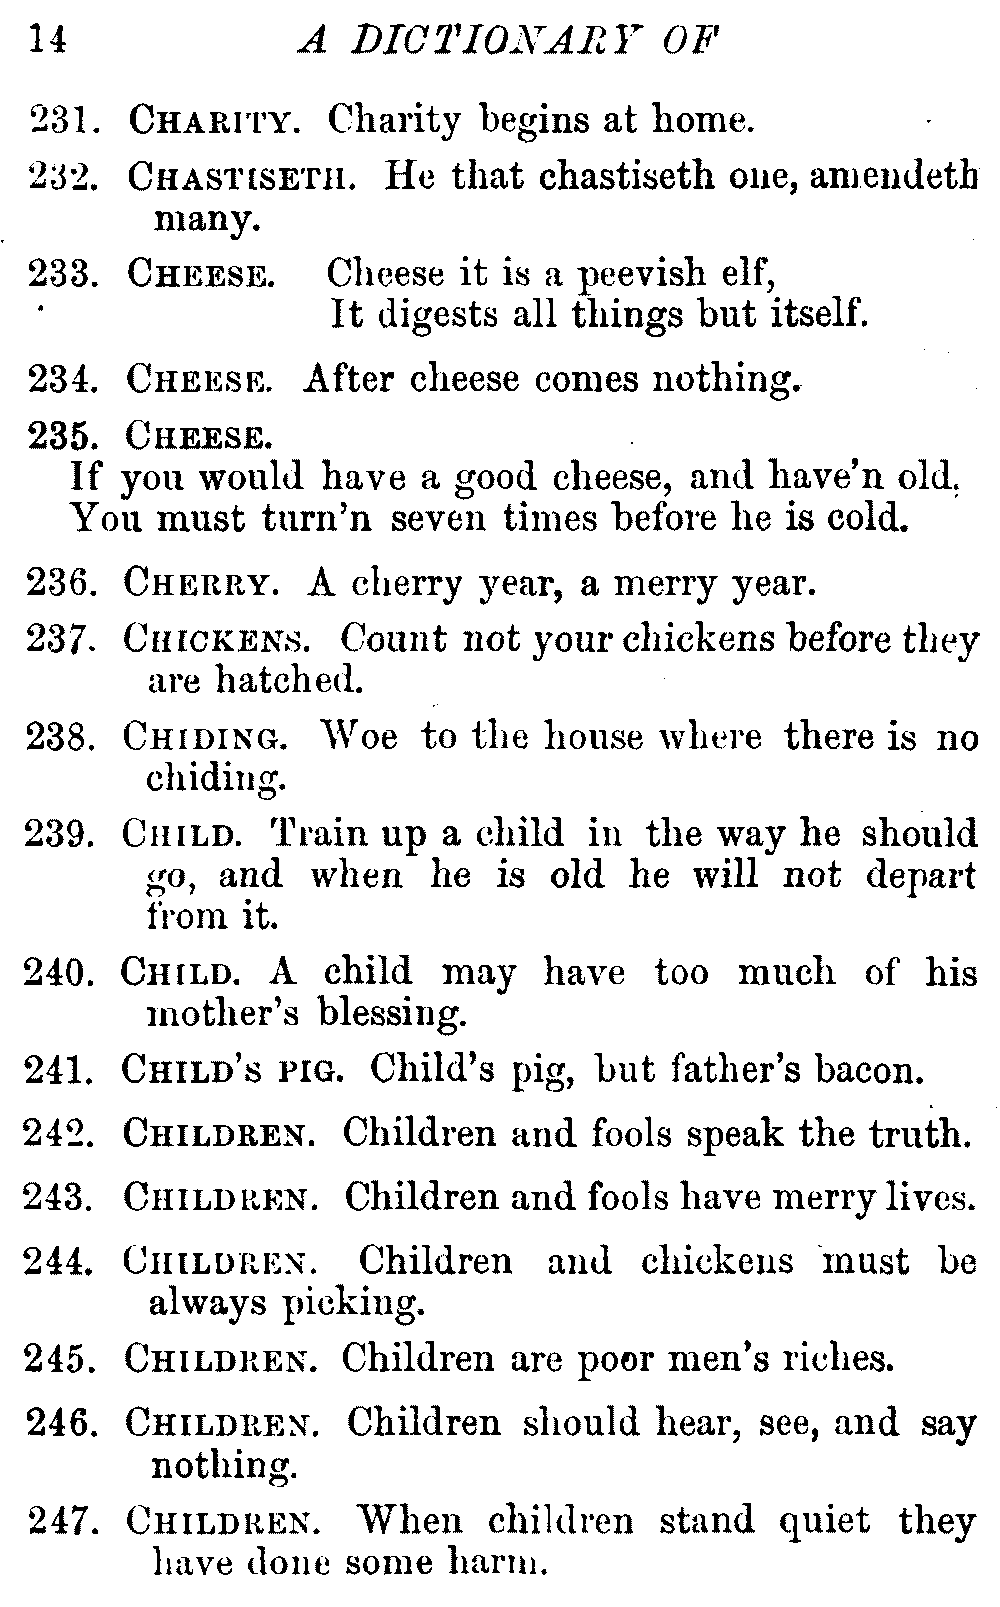 14 A DICTIONARY OF
231. CHARITY. Charity begins at home.
232. CHASTISETH. He that chastiseth one, amendeth
many.
233. CHEESE. Cheese it is a peevish elf,
It digests all things but itself.
234. CHEESE. After cheese comes nothing.
235. CHEESE.
If you would have a good cheese, and have'n old,
You must turn'n seven times before he is cold.
236. CHERRY. A cherry year, a merry year.
237. CHICKENS. Count not your chickens before they
are hatched.
238. CHIDING. Woe to the house where there is no
chiding.
239. CHILD. Train up a child in the way he should
go, and when he is old he will not depart
from it.
240. CHILD. A child may have too much of his
mother's blessing.
241. CHILD'S PIG. Child's pig, but father's bacon.
242. CHILDREN. Children and fools speak the truth.
243. CHILDREN. Children and fools have merry lives.
244. CHILDREN. Children and chickens must be
always picking.
245. CHILDREN. Children are poor men's riches.
246. CHILDREN. Children should hear, see, and say
nothing.
247. CHILDREN. When children stand quiet they
have done some harm.